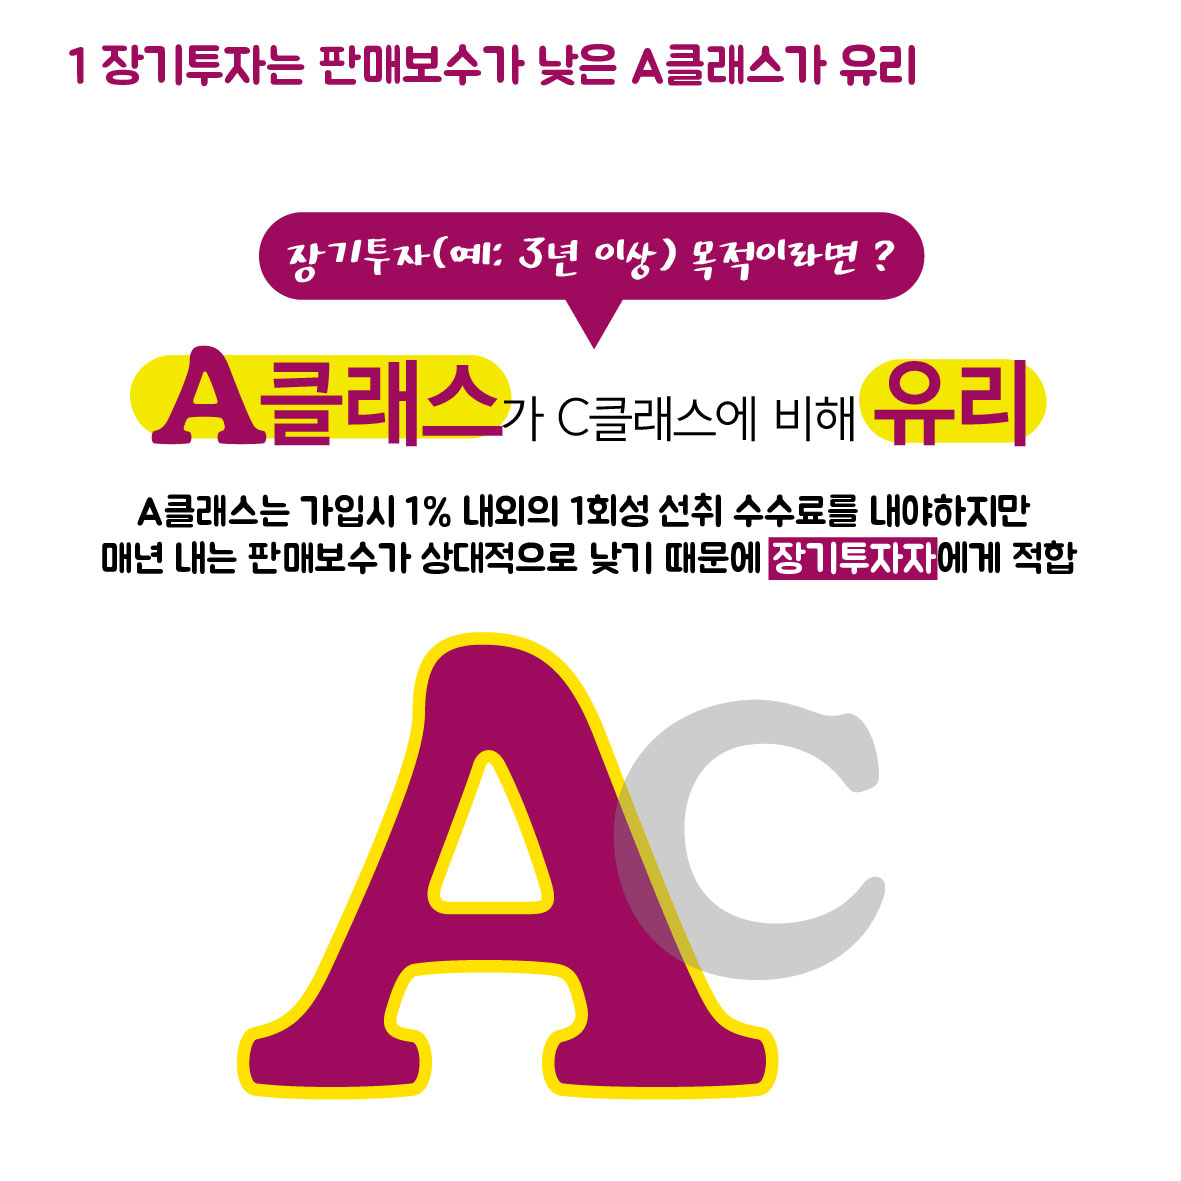 1 장기투자는 판매보수가 낮은 A클래스가 유리
장기투자(예: 3년 이상) 목적이라면 ?
A클래스가 C클래스에 비해 유리
A클래스는 가입시 1% 내외의 1회성 선취 수수료를 내야하지만
매년 내는 판매보수가 상대적으로 낮기 때문에 장기투자자에게 적합
AC